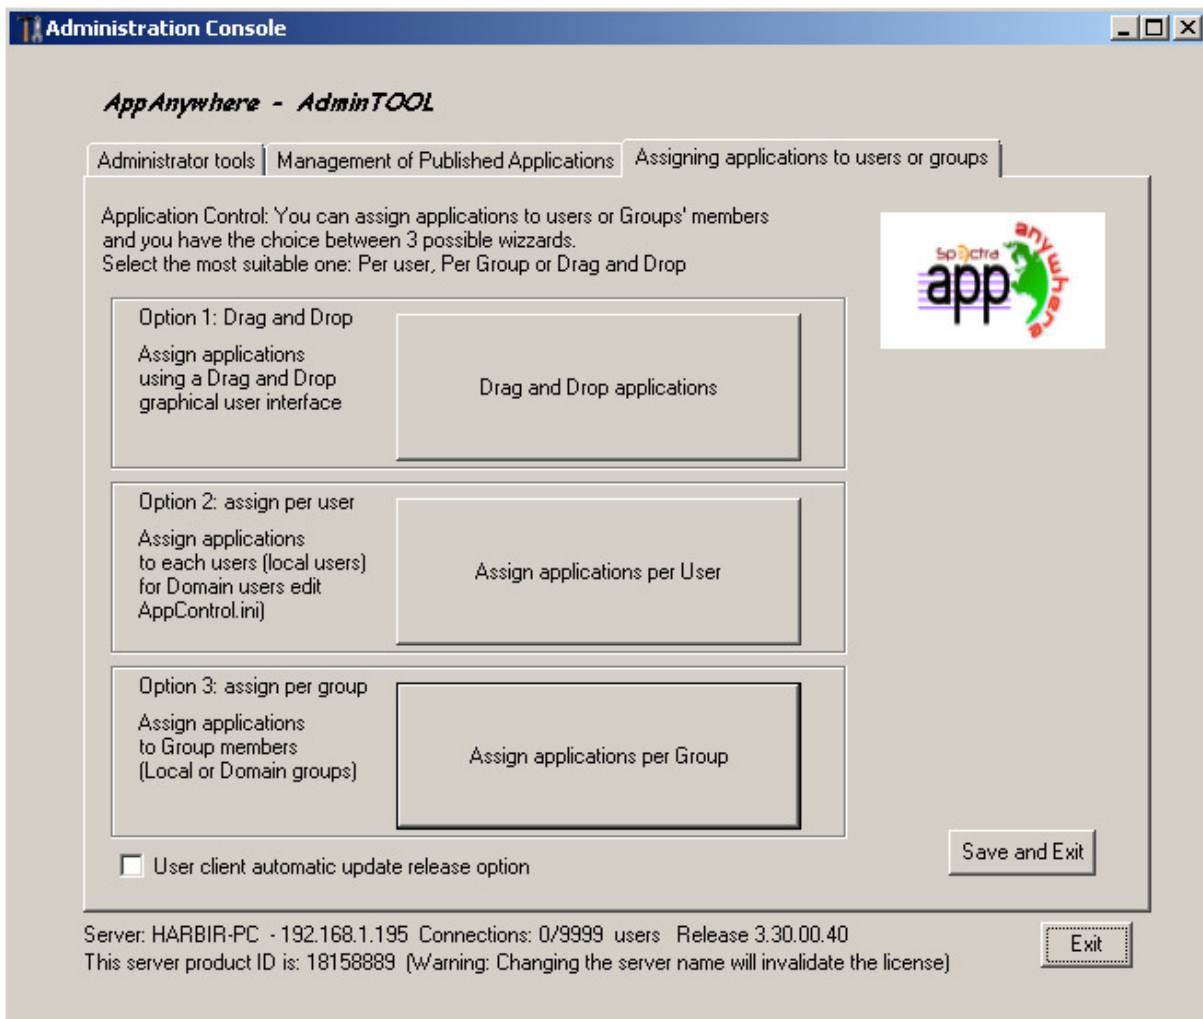 Administration Console
AppAnywhere - AdminTOOL
Administrator tools
Management of Published Applications
Assigning applications to users or groups
Application Control: You can assign applications to users or Groups' members
and you have the choice between 3 possible wizzards.
Select the most suitable one: Per user, Per Group or Drag and Drop
Spectra
app
anywhere
Option 1: Drag and Drop
Assign applications
using a Drag and Drop
graphical user interface
Drag and Drop applications
Option 2: assign per user
Assign applications
to each users (local users)
for Domain users edit
AppControl.ini)
Assign applications per User
Option 3: assign per group
Assign applications
to Group members
(Local or Domain groups)
Assign applications per Group
User client automatic update release option
Save and Exit
Server: HARBIR-PC - 192.168.1.195 Connections: 0/9999 users Release 3.30.00.40
This server product ID is: 18158889 (Warning: Changing the server name will invalidate the license)
Exit